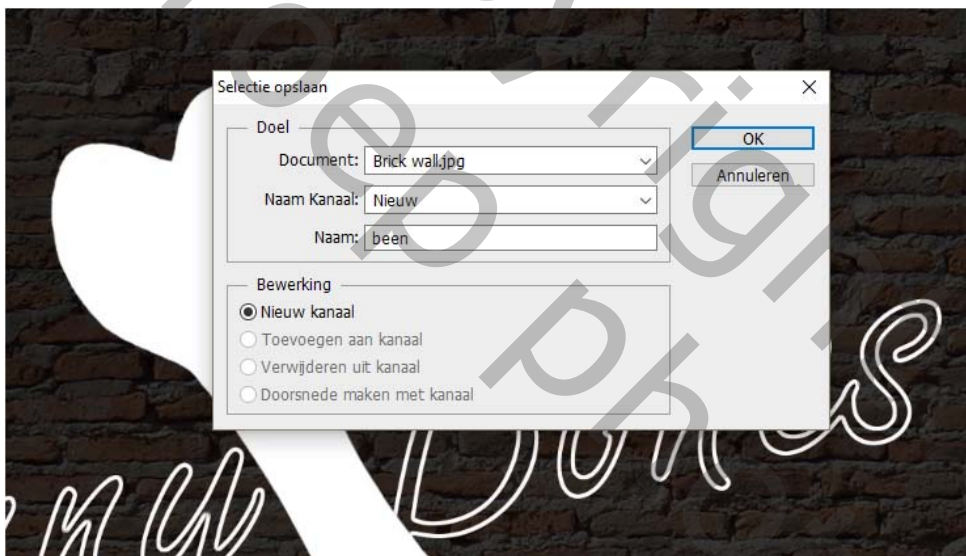 Selectie opslaan
Doel
OK
Document: Brick wall.jpg
Annuleren
Naam Kanaal: Nieuw
Naam: been
Bewerking
Nieuw kanaal
Toevoegen aan kanaal
Verwijderen uit kanaal
Doorsnede maken met kanaal